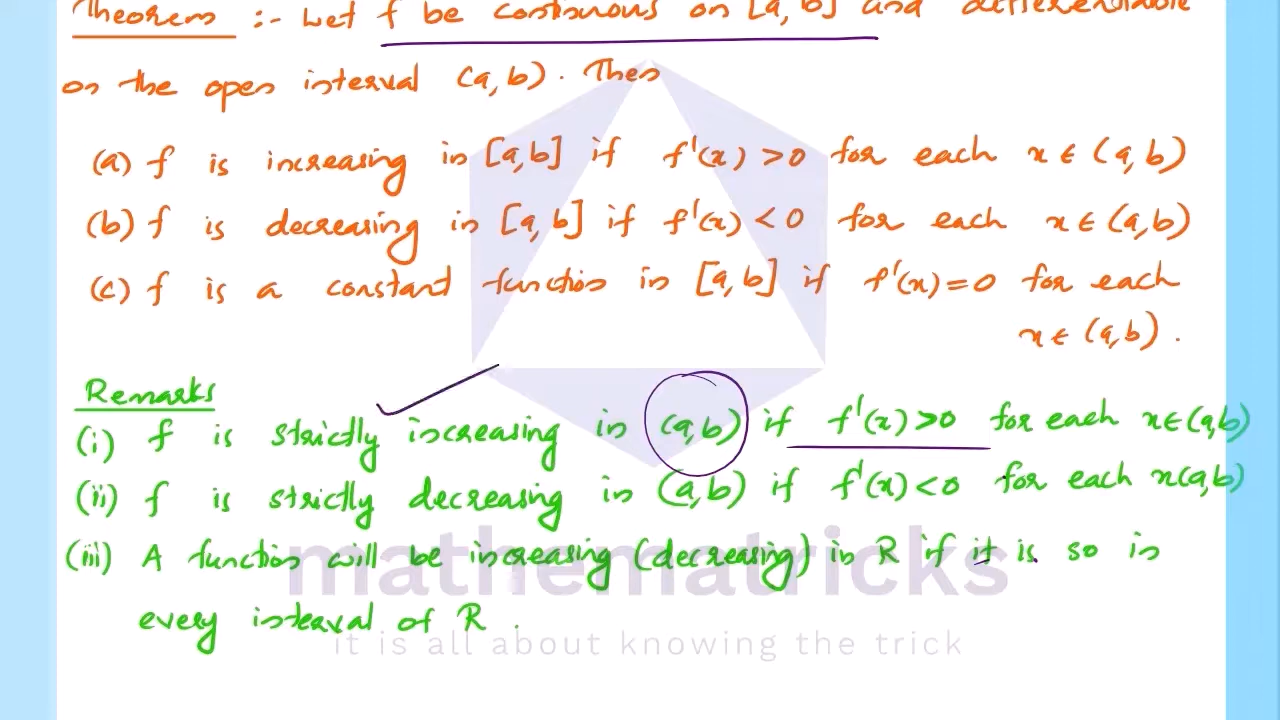 Theorem :- Let f be continuous on [a, b] and differentiable
on the open interval (a, b). Then
(a) f is increasing in [a, b] if f'(x) > 0 for each x ∈ (a, b)
(b) f is decreasing in [a, b] if f'(x) < 0 for each x ∈ (a, b)
(c) f is a constant function in [a, b] if f'(x) = 0 for each
x ∈ (a, b).
Remarks
(i) f is strictly increasing in (a, b) if f'(x) > 0 for each x ∈ (a, b)
(ii) f is strictly decreasing in (a, b) if f'(x) < 0 for each x (a, b)
(iii) A function will be increasing (decreasing) in R if it is so in
every interval of R.
mathematricks
it is all about knowing the trick